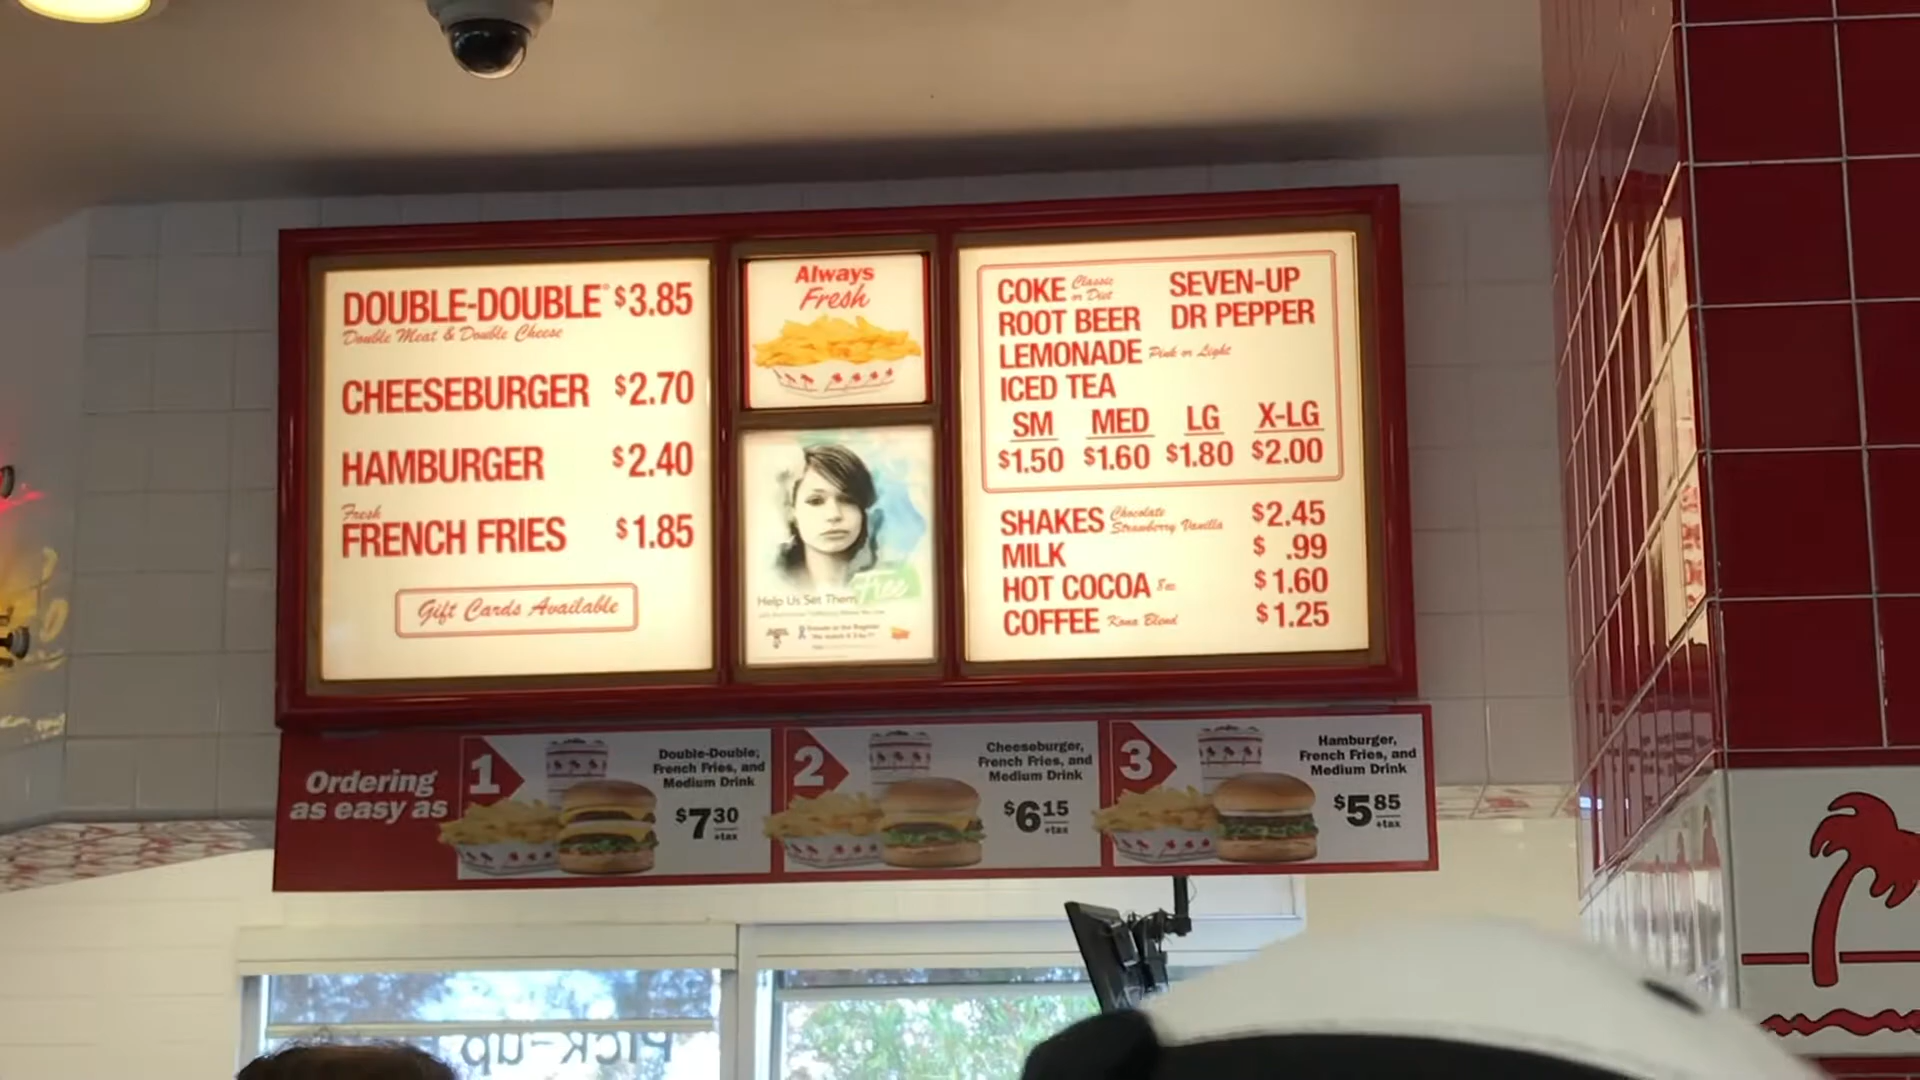 DOUBLE-DOUBLE® $3.85
Double Meat & Double Cheese
CHEESEBURGER $2.70
HAMBURGER $2.40
Fresh
FRENCH FRIES $1.85
Gift Cards Available
Always
Fresh
Help Us Set Them Free
COKE Classic or Diet SEVEN-UP
ROOT BEER DR PEPPER
LEMONADE Pink or Light
ICED TEA
SM MED LG X-LG
$1.50 $1.60 $1.80 $2.00
SHAKES Chocolate Strawberry Vanilla $2.45
MILK $ .99
HOT COCOA 8oz $1.60
COFFEE Kona Blend $1.25
Ordering
as easy as
1
Double-Double,
French Fries, and
Medium Drink
$7 30
+tax
2
Cheeseburger,
French Fries, and
Medium Drink
$6 15
+tax
3
Hamburger,
French Fries, and
Medium Drink
$5 85
+tax
Pick-up